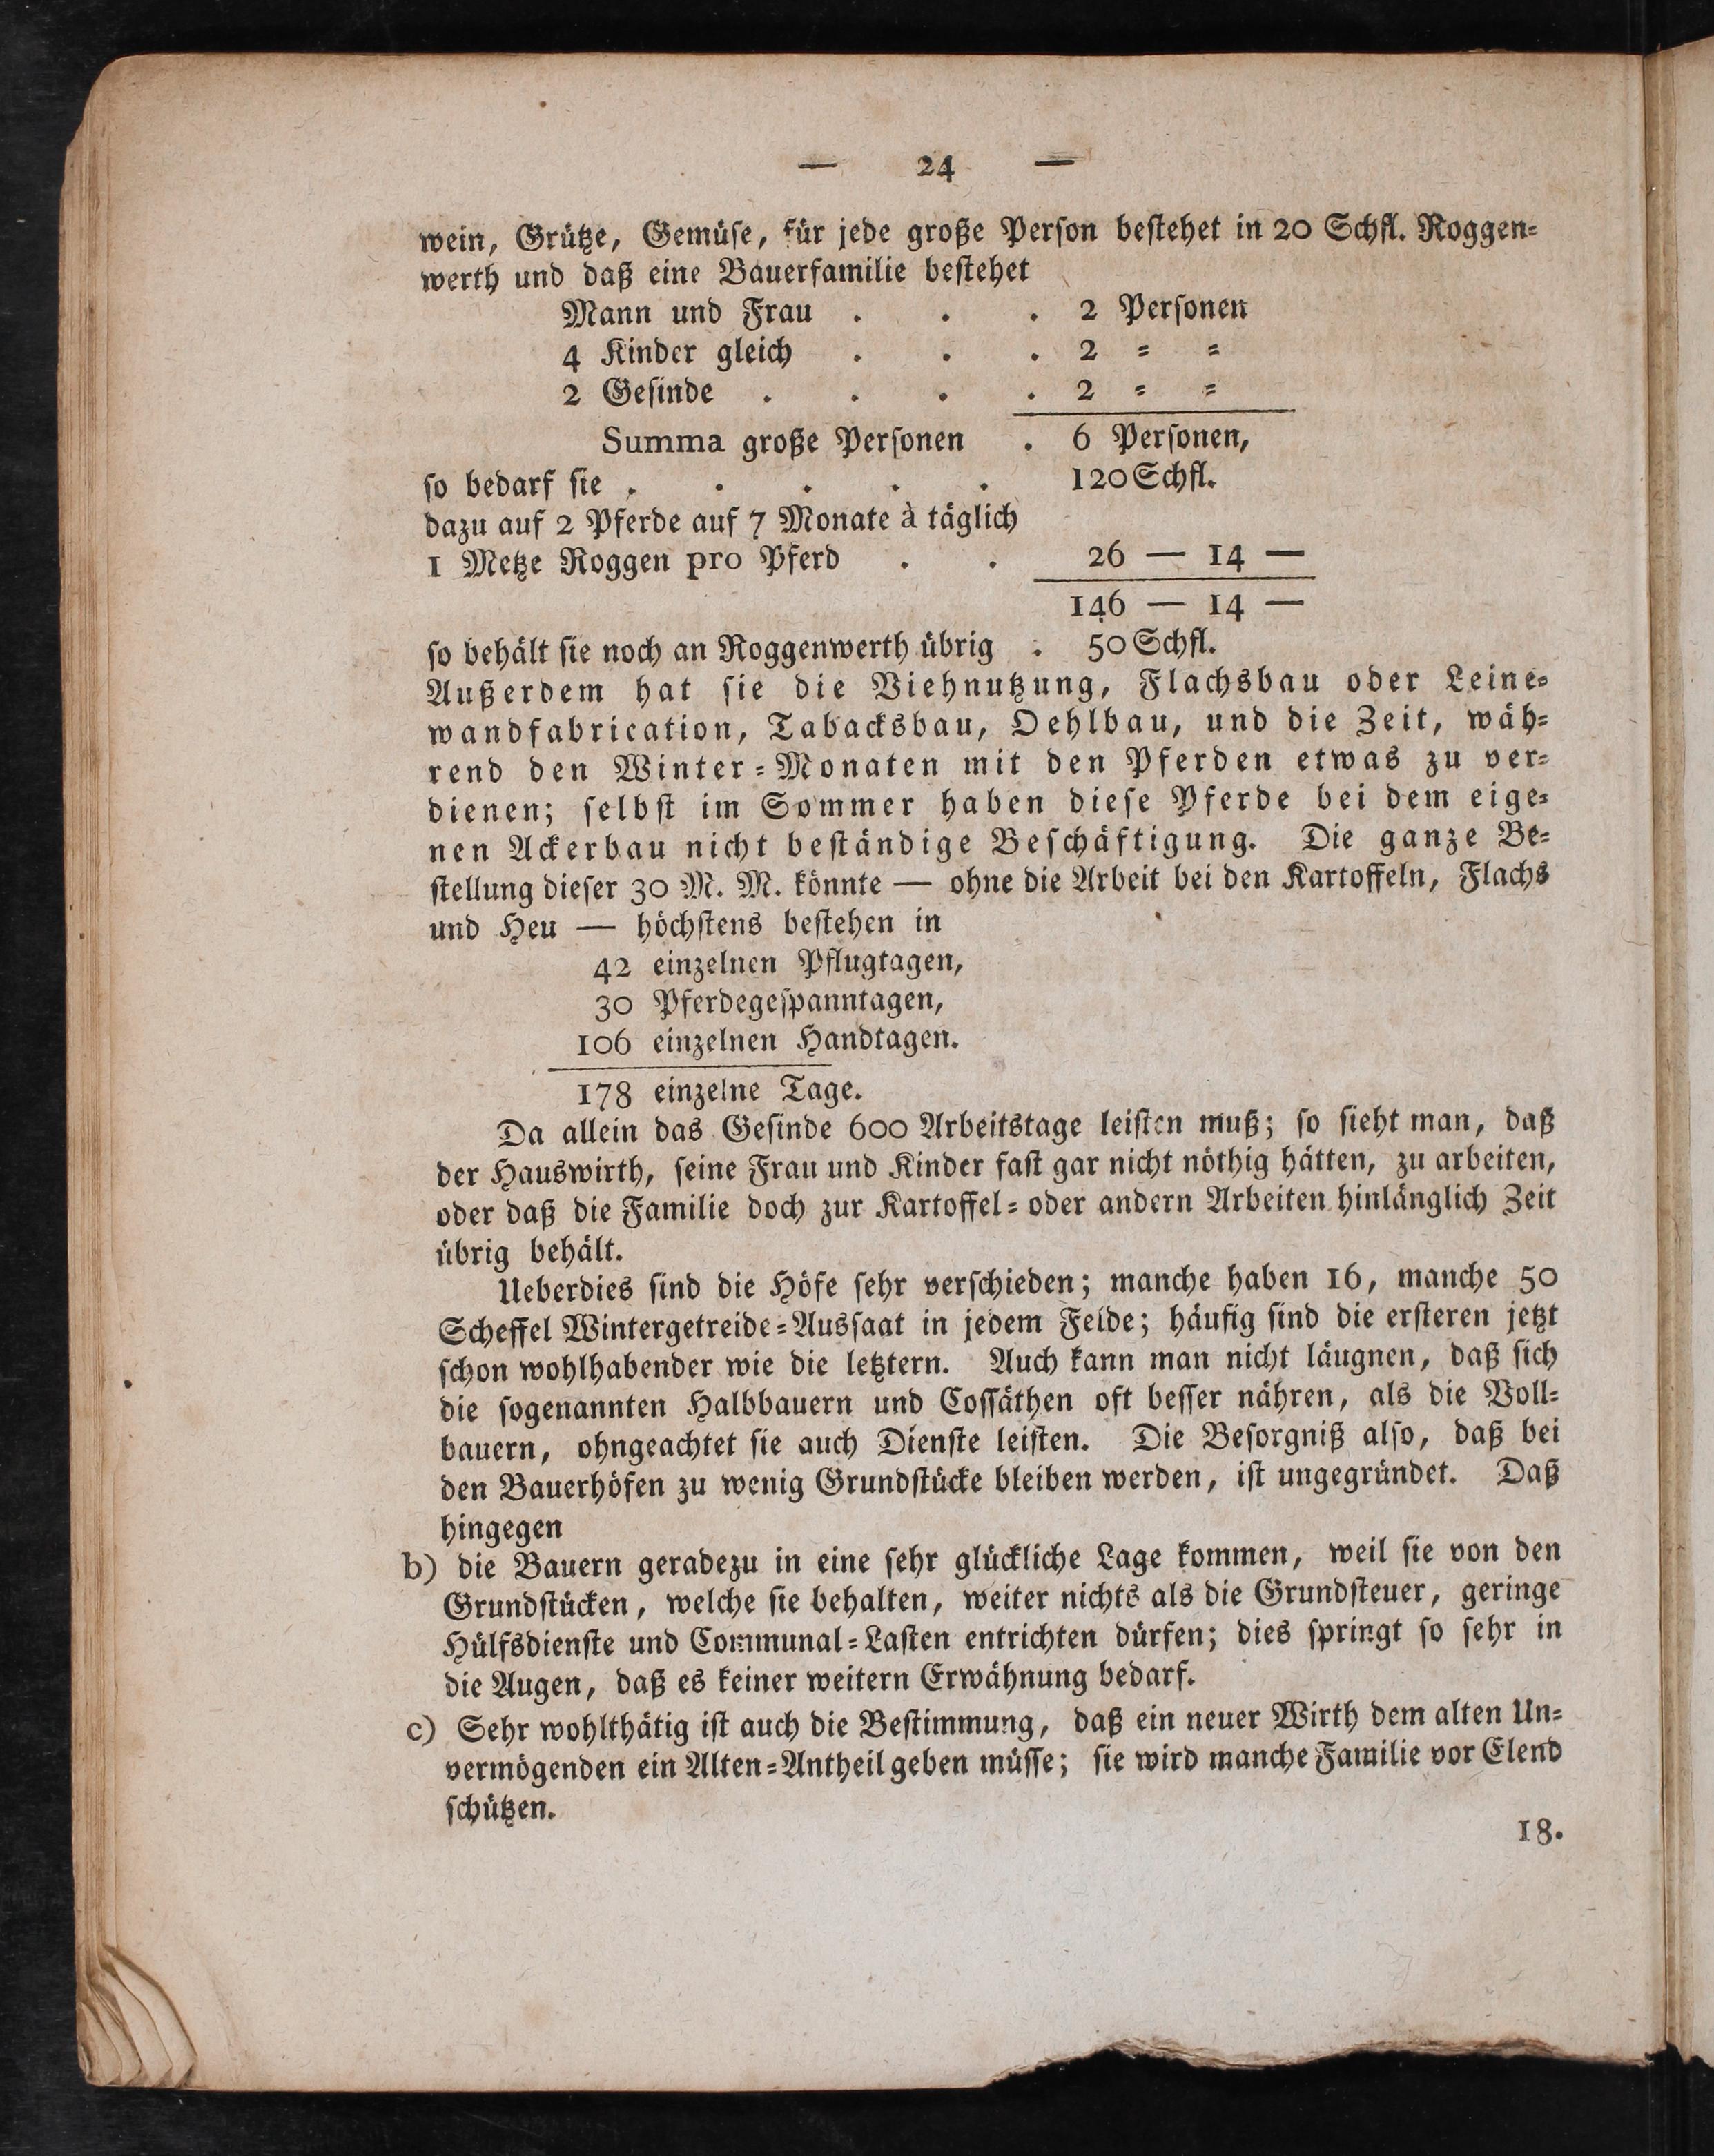 — 24 —
wein, Grütze, Gemüse, für jede große Person bestehet in 20 Schfl. Roggen=
werth und daß eine Bauerfamilie bestehet
Mann und Frau . . . 2 Personen
4 Kinder gleich . . . 2 = =
2 Gesinde . . . . 2 = =
Summa große Personen . 6 Personen,
so bedarf sie . . . . . 120 Schfl.
dazu auf 2 Pferde auf 7 Monate à täglich
1 Metze Roggen pro Pferd . . 26 — 14 —
146 — 14 —
so behält sie noch an Roggenwerth übrig . 50 Schfl.
Außerdem hat sie die Viehnutzung, Flachsbau oder Leine=
wandfabrication, Tabacksbau, Oehlbau, und die Zeit, wäh=
rend den Winter=Monaten mit den Pferden etwas zu ver=
dienen; selbst im Sommer haben diese Pferde bei dem eige=
nen Ackerbau nicht beständige Beschäftigung. Die ganze Be=
stellung dieser 30 M. M. könnte — ohne die Arbeit bei den Kartoffeln, Flachs
und Heu — höchstens bestehen in
42 einzelnen Pflugtagen,
30 Pferdegespanntagen,
106 einzelnen Handtagen.
178 einzelne Tage.
Da allein das Gesinde 600 Arbeitstage leisten muß; so sieht man, daß
der Hauswirth, seine Frau und Kinder fast gar nicht nöthig hätten, zu arbeiten,
oder daß die Familie doch zur Kartoffel= oder andern Arbeiten hinlänglich Zeit
übrig behält.
Ueberdies sind die Höfe sehr verschieden; manche haben 16, manche 50
Scheffel Wintergetreide=Aussaat in jedem Felde; häufig sind die ersteren jetzt
schon wohlhabender wie die letztern. Auch kann man nicht läugnen, daß sich
die sogenannten Halbbauern und Cossäthen oft besser nähren, als die Voll=
bauern, ohngeachtet sie auch Dienste leisten. Die Besorgniß also, daß bei
den Bauerhöfen zu wenig Grundstücke bleiben werden, ist ungegründet. Daß
hingegen
b) die Bauern geradezu in eine sehr glückliche Lage kommen, weil sie von den
Grundstücken, welche sie behalten, weiter nichts als die Grundsteuer, geringe
Hülfsdienste und Communal=Lasten entrichten dürfen; dies springt so sehr in
die Augen, daß es keiner weitern Erwähnung bedarf.
c) Sehr wohlthätig ist auch die Bestimmung, daß ein neuer Wirth dem alten Un=
vermögenden ein Alten=Antheil geben müsse; sie wird manche Familie vor Elend
schützen.
18.